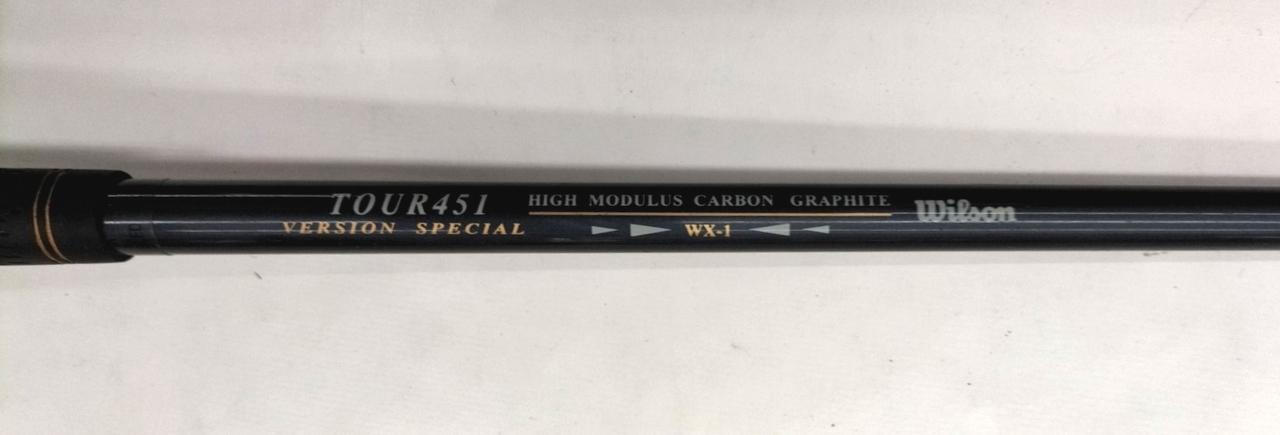 TOUR451 HIGH MODULUS CARBON GRAPHITE Wilson
VERSION SPECIAL WX-1